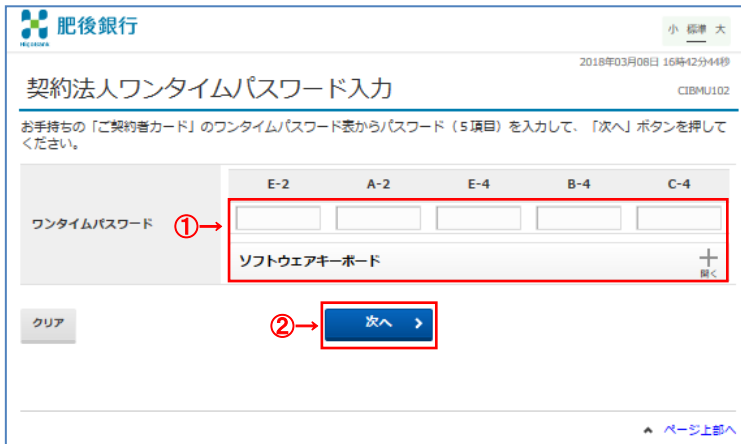 肥後銀行
小 標準 大
2018年03月08日 16時42分44秒
契約法人ワンタイムパスワード入力
CIBMU102
お手持ちの「ご契約者カード」のワンタイムパスワード表からパスワード（5項目）を入力して、「次へ」ボタンを押して
ください。
E-2 A-2 E-4 B-4 C-4
ワンタイムパスワード
①→
ソフトウェアキーボード
開く
クリア
②→
次へ
ページ上部へ